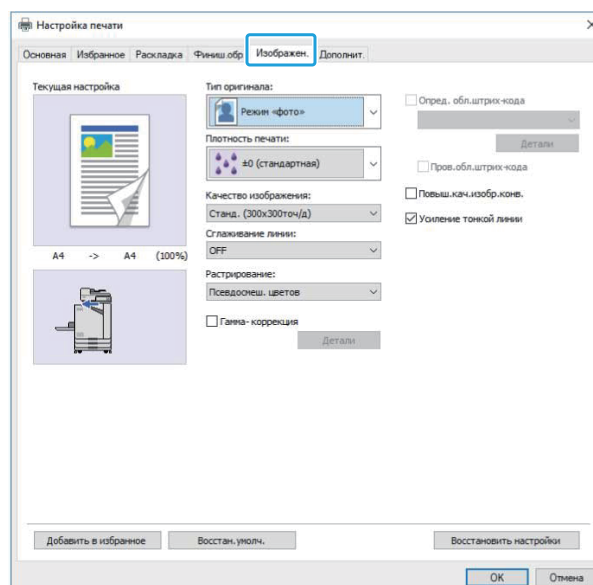 Настройка печати
Основная Избранное Раскладка Финиш.обр Изображен. Дополнит.
Текущая настройка
A4 -> A4 (100%)
Тип оригинала:
Режим «фото»
Плотность печати:
±0 (стандартная)
Качество изображения:
Станд. (300x300точ/д)
Сглаживание линии:
OFF
Растрирование:
Псевдосмеш. цветов
Гамма- коррекция
Детали
Опред. обл.штрих-кода
Детали
Пров.обл.штрих-кода
Повыш.кач.изобр.конв.
Усиление тонкой линии
Добавить в избранное Восстан.умолч. Восстановить настройки
OK Отмена